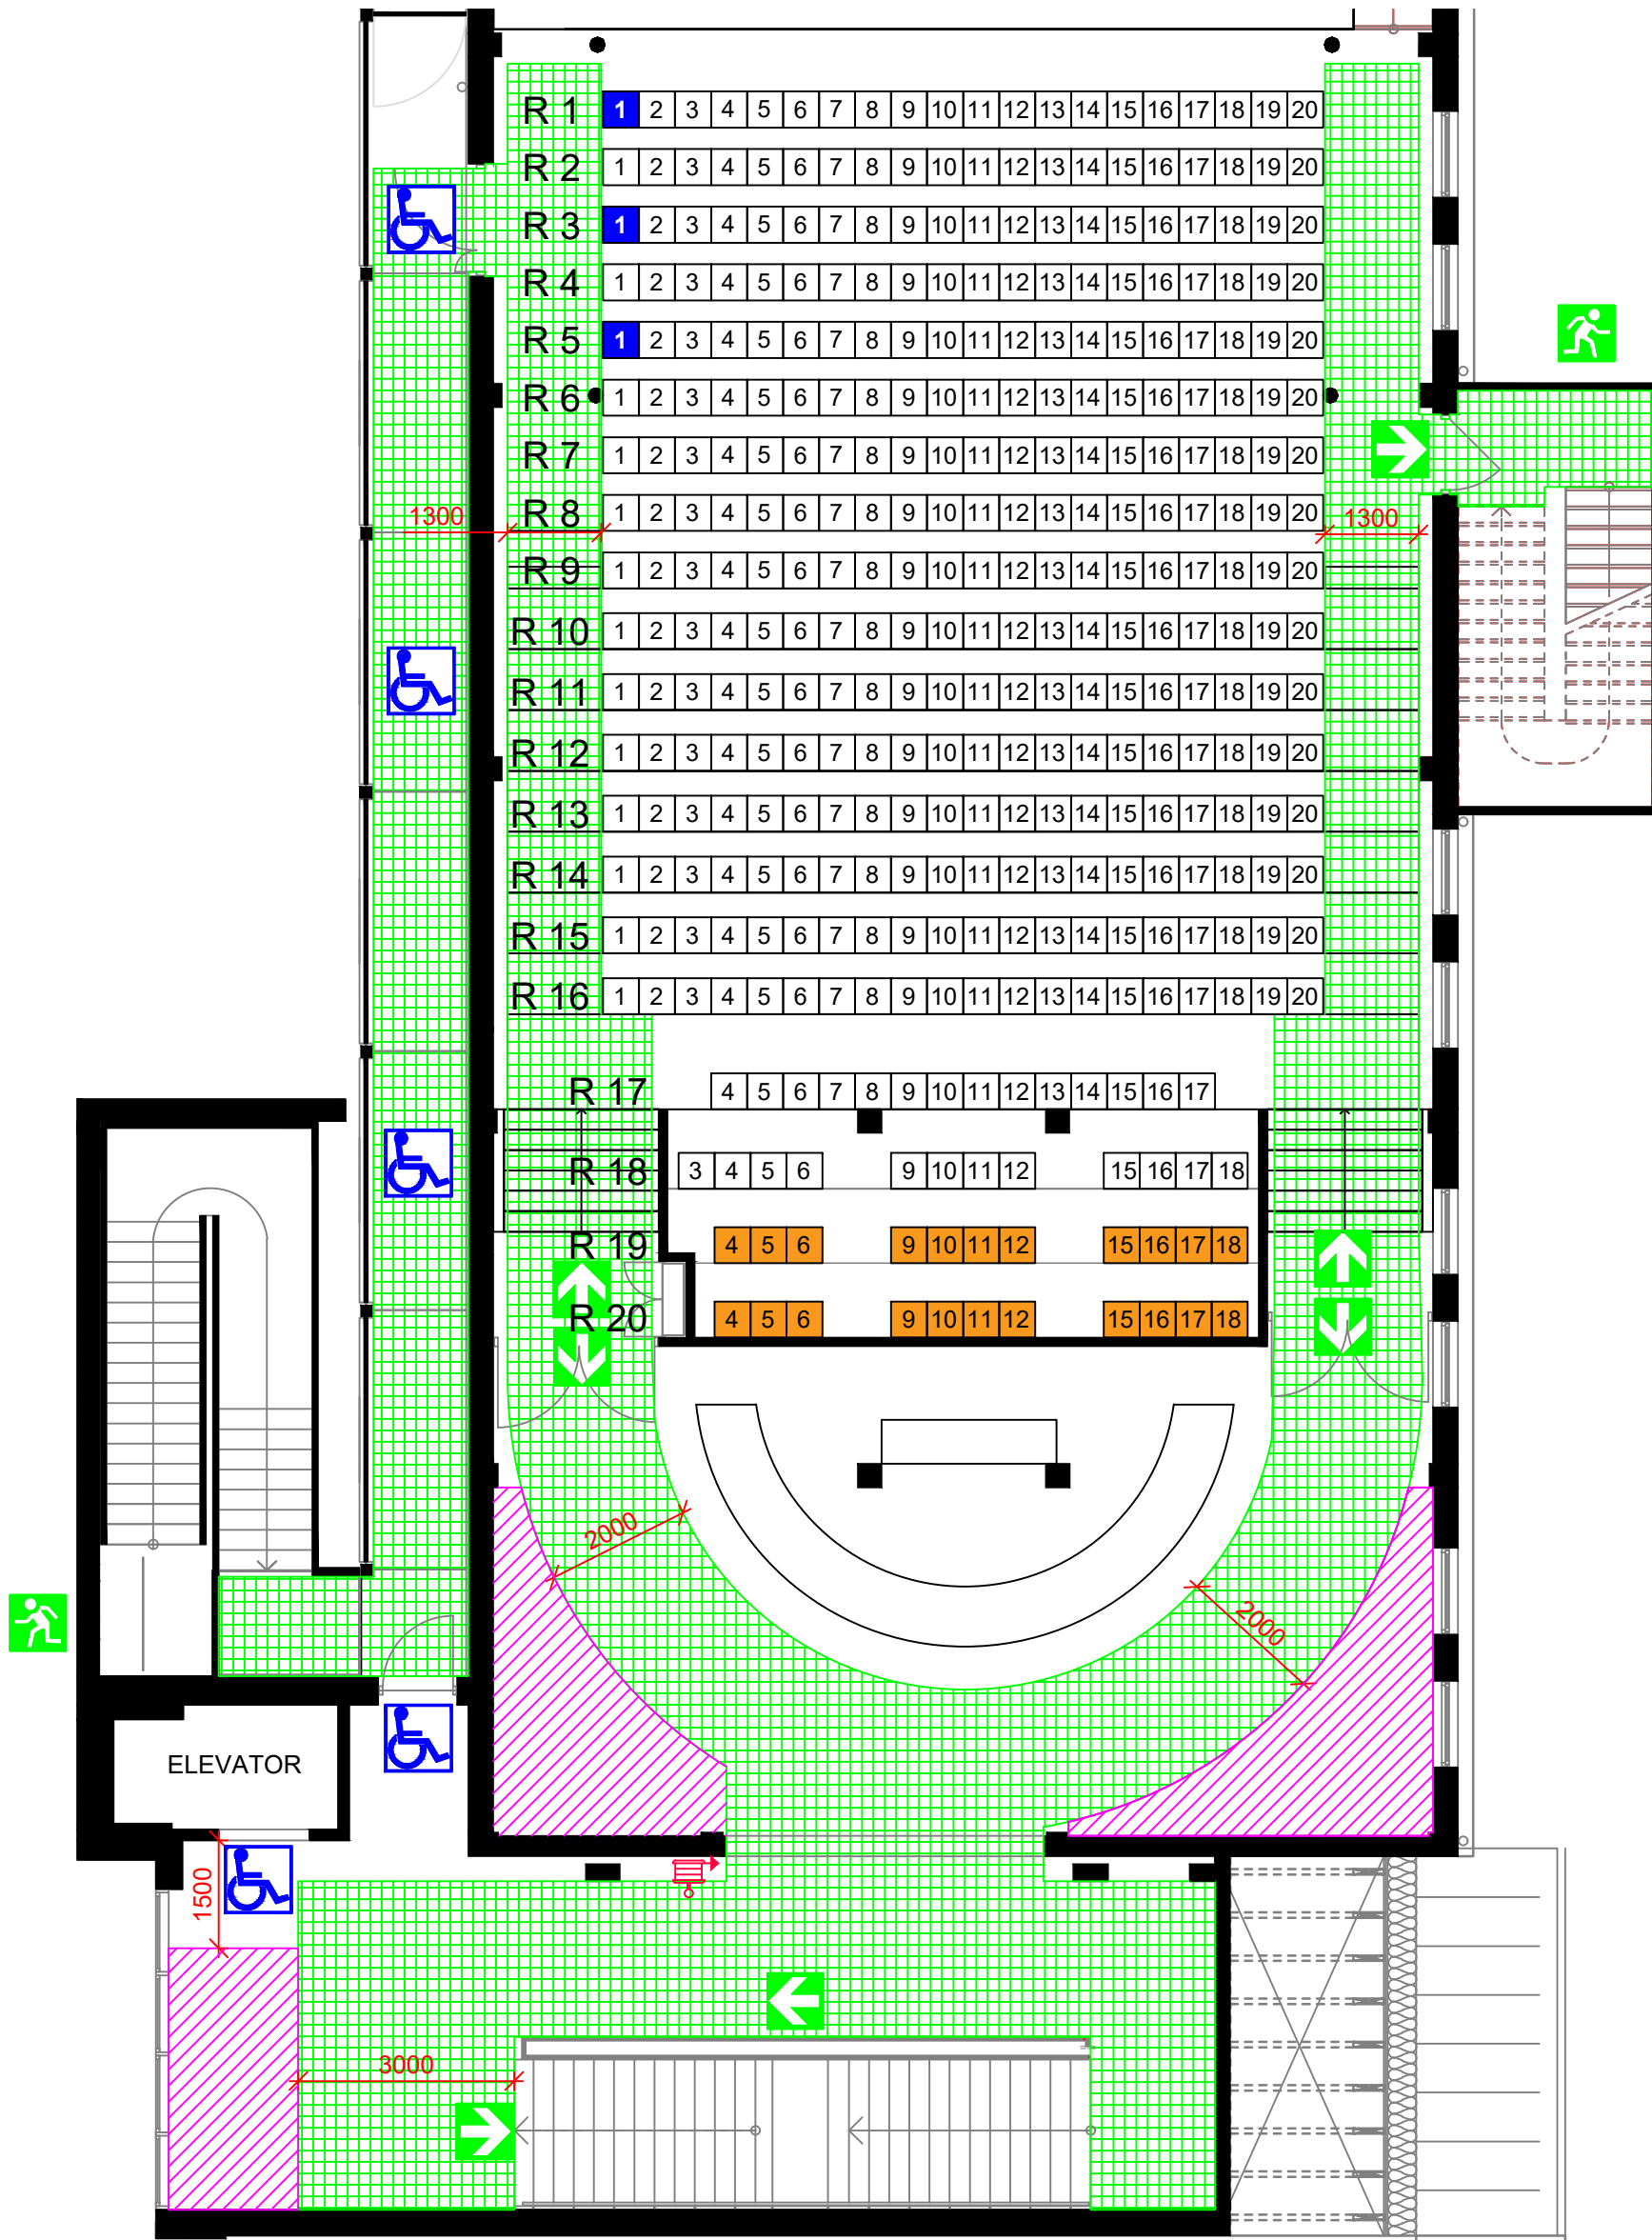 R 1 1 2 3 4 5 6 7 8 9 10 11 12 13 14 15 16 17 18 19 20
R 2 1 2 3 4 5 6 7 8 9 10 11 12 13 14 15 16 17 18 19 20
R 3 1 2 3 4 5 6 7 8 9 10 11 12 13 14 15 16 17 18 19 20
R 4 1 2 3 4 5 6 7 8 9 10 11 12 13 14 15 16 17 18 19 20
R 5 1 2 3 4 5 6 7 8 9 10 11 12 13 14 15 16 17 18 19 20
R 6 1 2 3 4 5 6 7 8 9 10 11 12 13 14 15 16 17 18 19 20
R 7 1 2 3 4 5 6 7 8 9 10 11 12 13 14 15 16 17 18 19 20
1300 R 8 1 2 3 4 5 6 7 8 9 10 11 12 13 14 15 16 17 18 19 20 1300
R 9 1 2 3 4 5 6 7 8 9 10 11 12 13 14 15 16 17 18 19 20
R 10 1 2 3 4 5 6 7 8 9 10 11 12 13 14 15 16 17 18 19 20
R 11 1 2 3 4 5 6 7 8 9 10 11 12 13 14 15 16 17 18 19 20
R 12 1 2 3 4 5 6 7 8 9 10 11 12 13 14 15 16 17 18 19 20
R 13 1 2 3 4 5 6 7 8 9 10 11 12 13 14 15 16 17 18 19 20
R 14 1 2 3 4 5 6 7 8 9 10 11 12 13 14 15 16 17 18 19 20
R 15 1 2 3 4 5 6 7 8 9 10 11 12 13 14 15 16 17 18 19 20
R 16 1 2 3 4 5 6 7 8 9 10 11 12 13 14 15 16 17 18 19 20
R 17 4 5 6 7 8 9 10 11 12 13 14 15 16 17
R 18 3 4 5 6 9 10 11 12 15 16 17 18
R 19 4 5 6 9 10 11 12 15 16 17 18
R 20 4 5 6 9 10 11 12 15 16 17 18
2000
2000
ELEVATOR
1500
3000